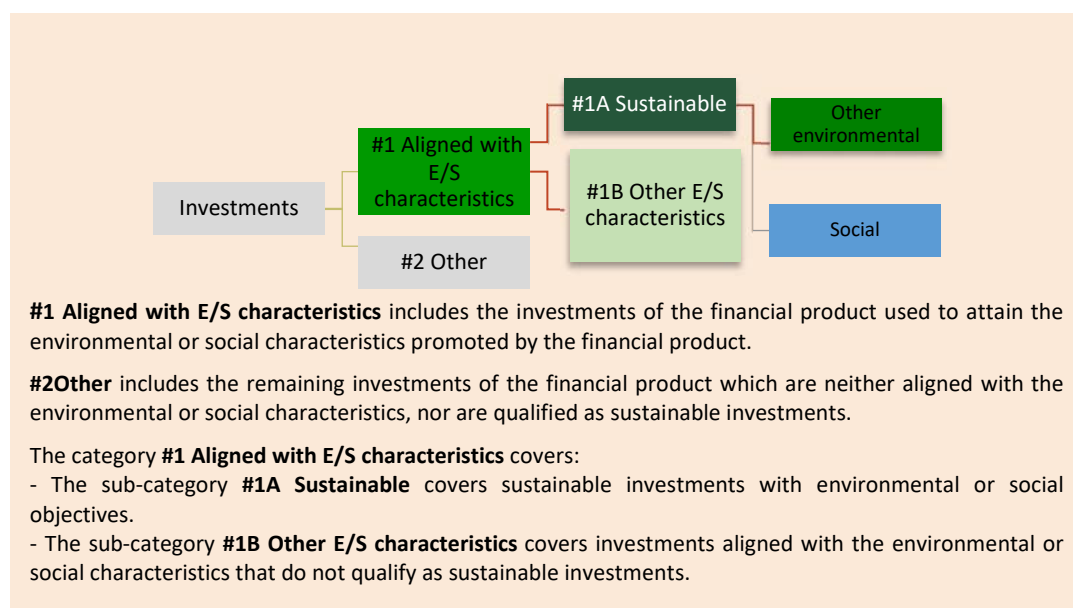 #1A Sustainable
Other
environmental
#1 Aligned with
E/S
characteristics
#1B Other E/S
characteristics
Investments
Social
#2 Other
#1 Aligned with E/S characteristics includes the investments of the financial product used to attain the
environmental or social characteristics promoted by the financial product.
#2Other includes the remaining investments of the financial product which are neither aligned with the
environmental or social characteristics, nor are qualified as sustainable investments.
The category #1 Aligned with E/S characteristics covers:
- The sub-category #1A Sustainable covers sustainable investments with environmental or social
objectives.
- The sub-category #1B Other E/S characteristics covers investments aligned with the environmental or
social characteristics that do not qualify as sustainable investments.